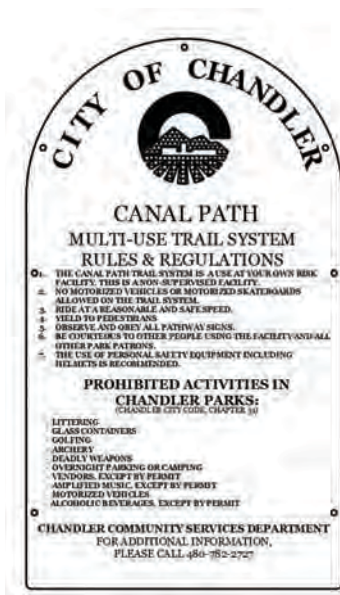 CITY OF CHANDLER
CANAL PATH
MULTI-USE TRAIL SYSTEM
RULES & REGULATIONS
1. THE CANAL PATH TRAIL SYSTEM IS A USE AT YOUR OWN RISK
FACILITY. THIS IS A NON-SUPERVISED FACILITY.
2. NO MOTORIZED VEHICLES OR MOTORIZED SKATEBOARDS
ALLOWED ON THE TRAIL SYSTEM.
3. RIDE AT A REASONABLE AND SAFE SPEED.
4. YIELD TO PEDESTRIANS
5. OBSERVE AND OBEY ALL PATHWAY SIGNS.
6. BE COURTEOUS TO OTHER PEOPLE USING THE FACILITY AND ALL
OTHER PARK PATRONS.
7. THE USE OF PERSONAL SAFETY EQUIPMENT INCLUDING
HELMETS IS RECOMMENDED.
PROHIBITED ACTIVITIES IN
CHANDLER PARKS:
(CHANDLER CITY CODE, CHAPTER 31)
LITTERING
GLASS CONTAINERS
GOLFING
ARCHERY
DEADLY WEAPONS
OVERNIGHT PARKING OR CAMPING
VENDORS, EXCEPT BY PERMIT
AMPLIFIED MUSIC, EXCEPT BY PERMIT
MOTORIZED VEHICLES
ALCOHOLIC BEVERAGES, EXCEPT BY PERMIT
CHANDLER COMMUNITY SERVICES DEPARTMENT
FOR ADDITIONAL INFORMATION,
PLEASE CALL 480-782-2727